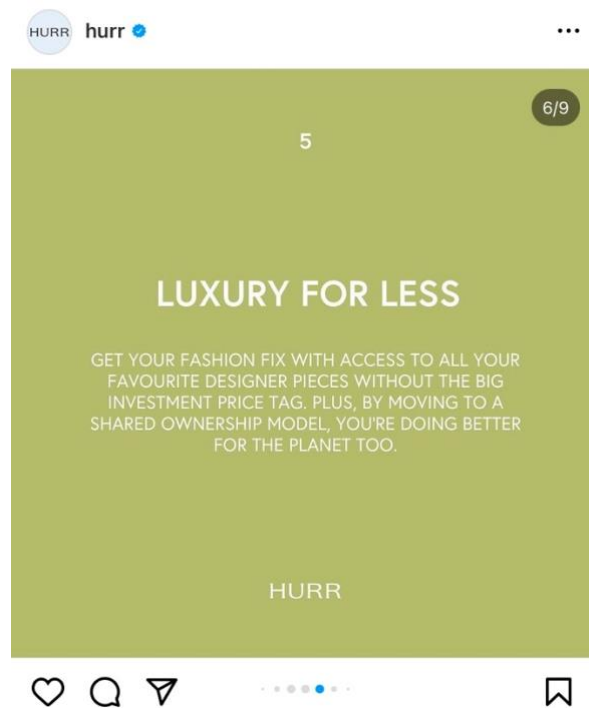 HURR
hurr
6/9
5
LUXURY FOR LESS
GET YOUR FASHION FIX WITH ACCESS TO ALL YOUR
FAVOURITE DESIGNER PIECES WITHOUT THE BIG
INVESTMENT PRICE TAG. PLUS, BY MOVING TO A
SHARED OWNERSHIP MODEL, YOU'RE DOING BETTER
FOR THE PLANET TOO.
HURR